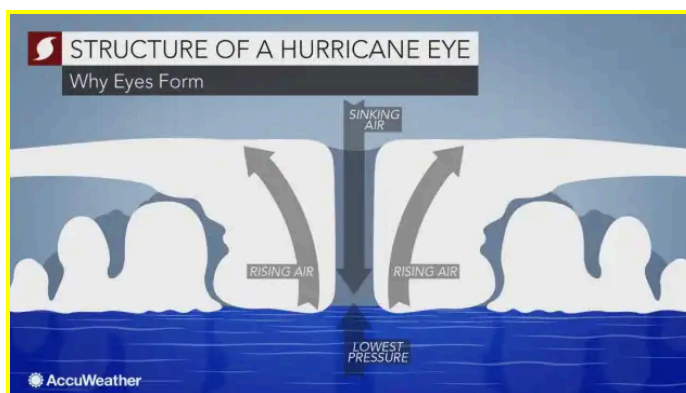 STRUCTURE OF A HURRICANE EYE
Why Eyes Form
SINKING
AIR
RISING AIR
RISING AIR
LOWEST
PRESSURE
AccuWeather